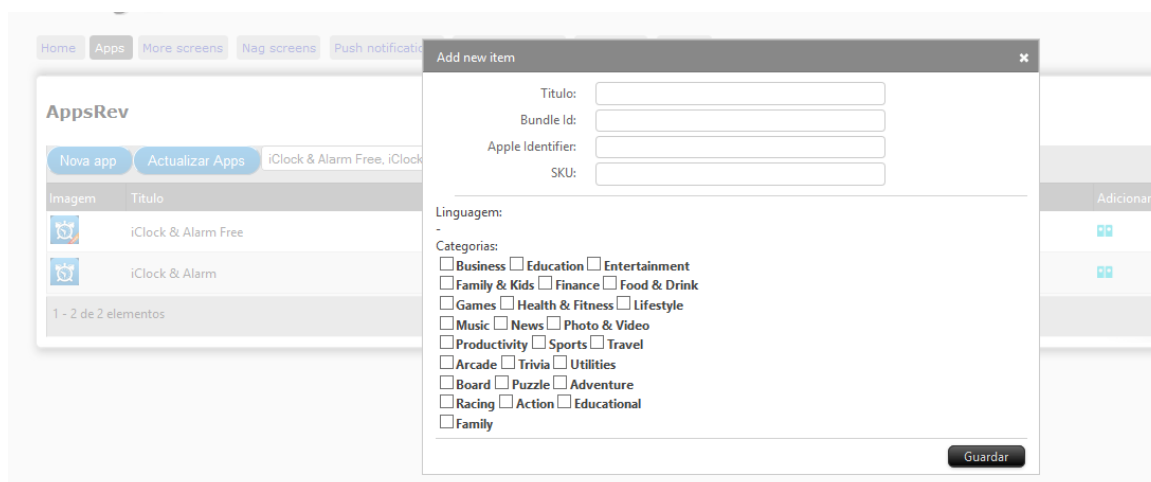 Home Apps More screens Nag screens Push notificatio
Add new item
AppsRev
Titulo:
Bundle Id:
Apple Identifier:
SKU:
Nova app Actualizar Apps iClock & Alarm Free, iClock
Imagem Titulo Adicionar
iClock & Alarm Free
iClock & Alarm
1 - 2 de 2 elementos
Linguagem:
-
Categorias:
Business Education Entertainment
Family & Kids Finance Food & Drink
Games Health & Fitness Lifestyle
Music News Photo & Video
Productivity Sports Travel
Arcade Trivia Utilities
Board Puzzle Adventure
Racing Action Educational
Family
Guardar